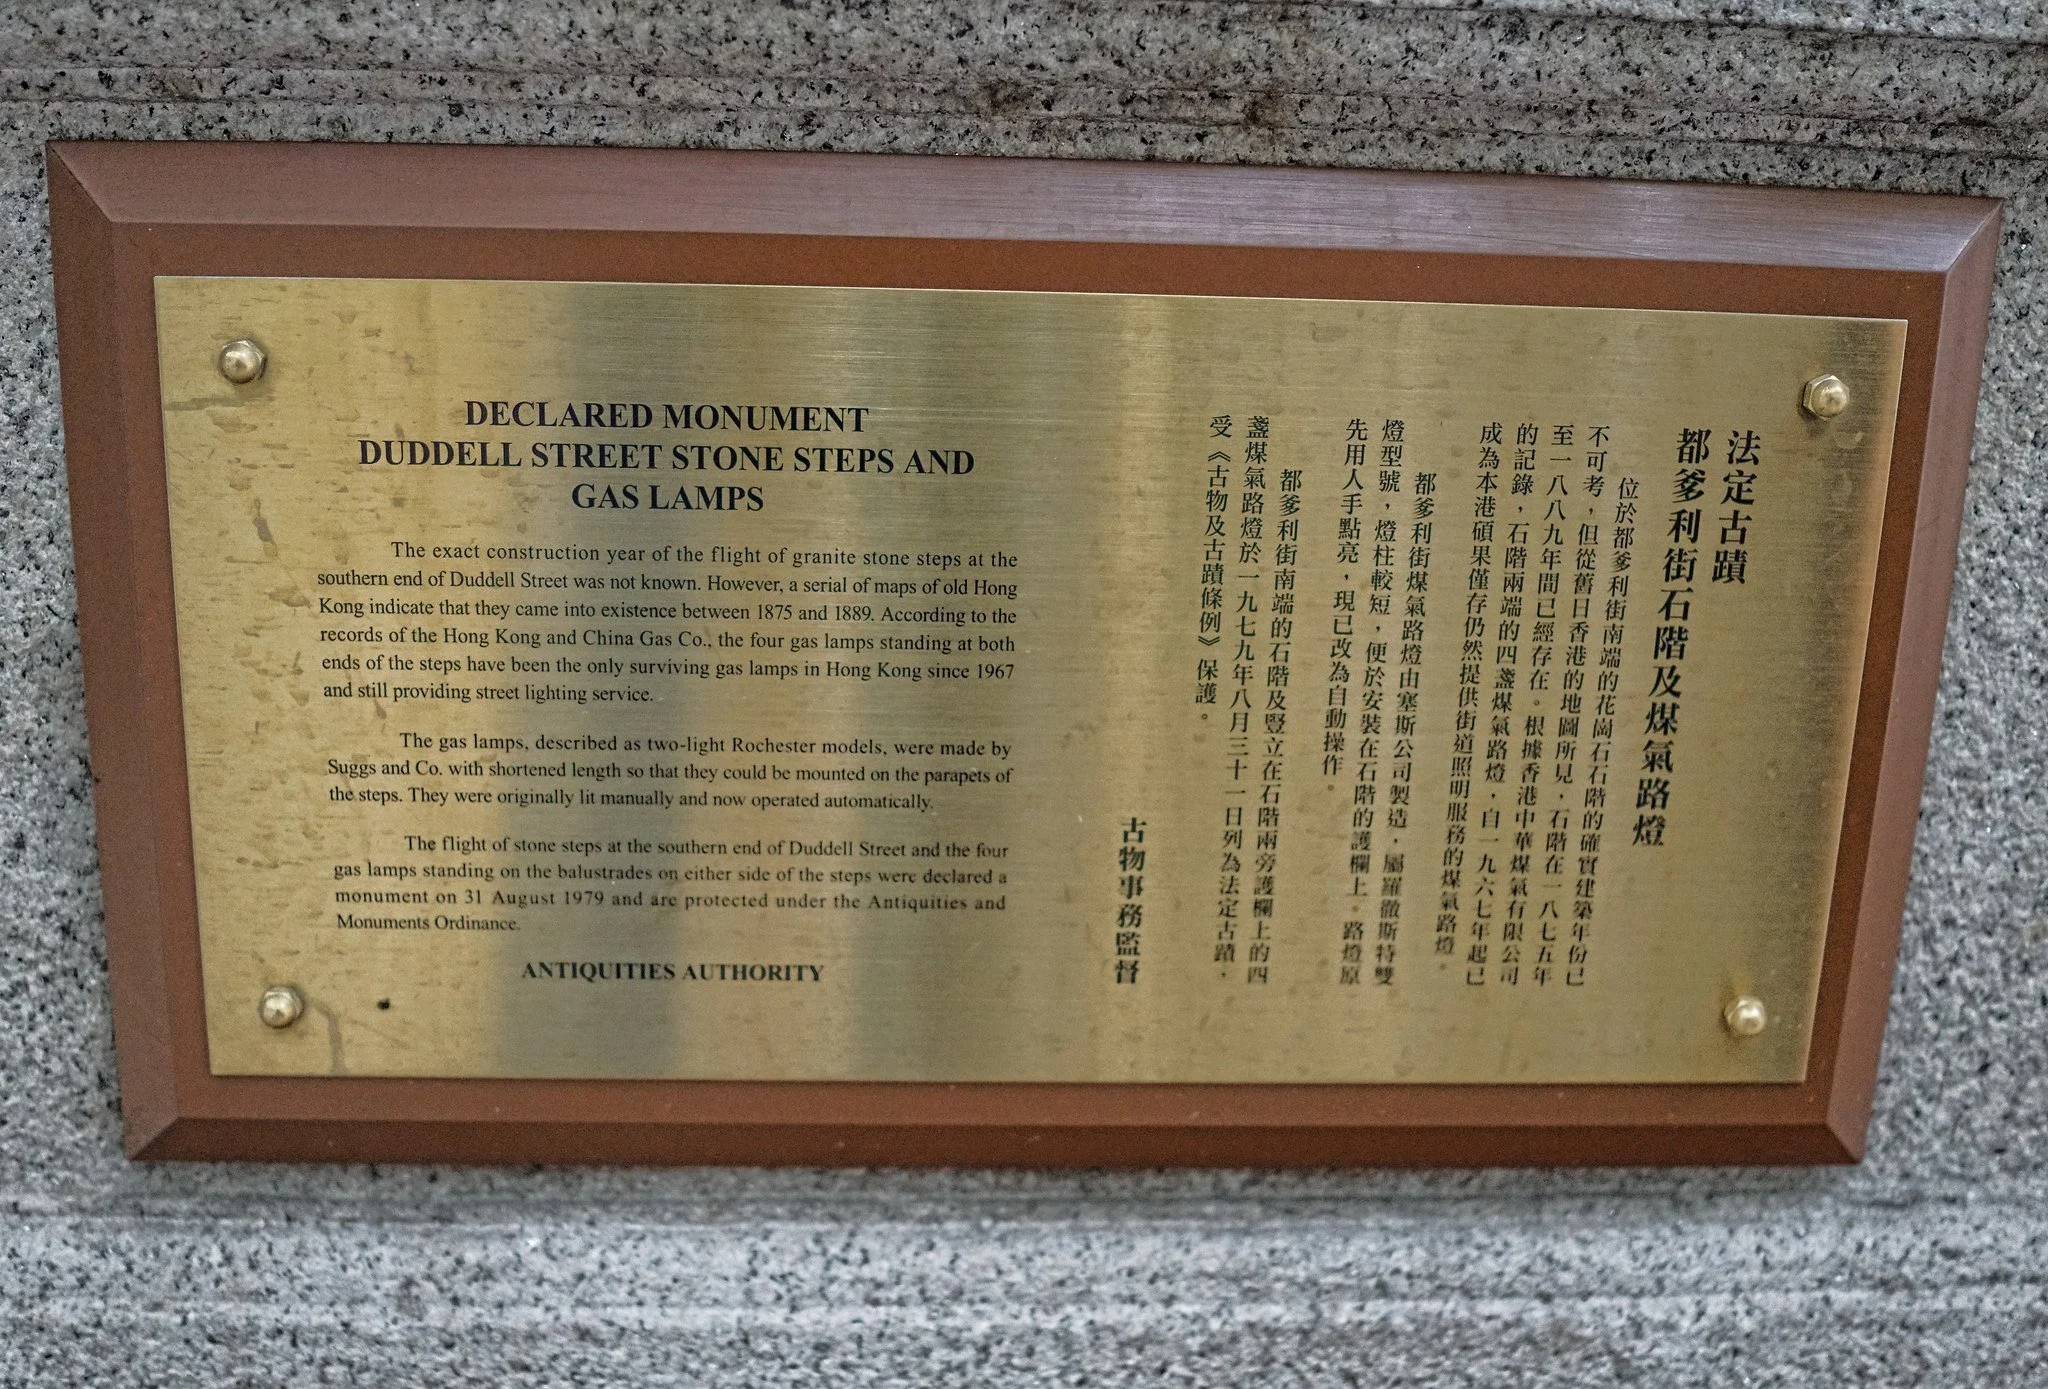 DECLARED MONUMENT
DUDDELL STREET STONE STEPS AND
GAS LAMPS
The exact construction year of the flight of granite stone steps at the
southern end of Duddell Street was not known. However, a serial of maps of old Hong
Kong indicate that they came into existence between 1875 and 1889. According to the
records of the Hong Kong and China Gas Co., the four gas lamps standing at both
ends of the steps have been the only surviving gas lamps in Hong Kong since 1967
and still providing street lighting service.
The gas lamps, described as two-light Rochester models, were made by
Suggs and Co. with shortened length so that they could be mounted on the parapets of
the steps. They were originally lit manually and now operated automatically.
The flight of stone steps at the southern end of Duddell Street and the four
gas lamps standing on the balustrades on either side of the steps were declared a
monument on 31 August 1979 and are protected under the Antiquities and
Monuments Ordinance.
ANTIQUITIES AUTHORITY
法定古蹟
都爹利街石階及煤氣路燈
位於都爹利街南端的花崗石石階的確實建築年份已
不可考，但從舊日香港的地圖所見，石階在一八七五年
至一八八九年間已經存在。根據香港中華煤氣有限公司
的記錄，石階兩端的四盞煤氣路燈，自一九六七年起已
成為本港碩果僅存仍然提供街道照明服務的煤氣路燈。
都爹利街煤氣路燈由塞斯公司製造，屬羅徹斯特雙
燈型號，燈柱較短，便於安裝在石階的護欄上。路燈原
先用人手點亮，現已改為自動操作。
都爹利街南端的石階及豎立在石階兩旁護欄上的四
盞煤氣路燈於一九七九年八月三十一日列為法定古蹟，
受《古物及古蹟條例》保護。
古物事務監督